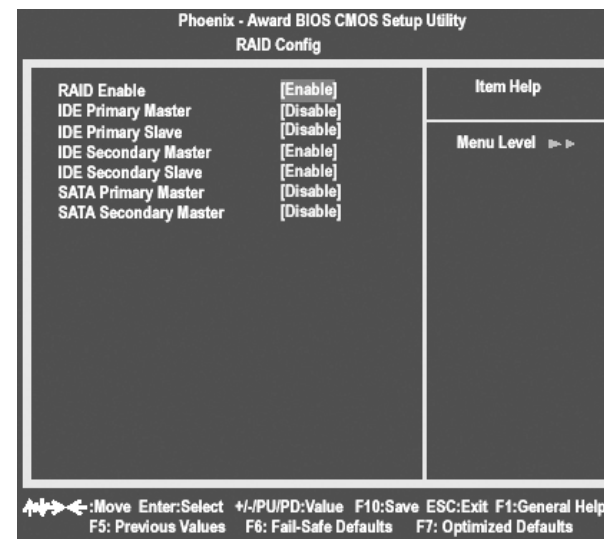 Phoenix - Award BIOS CMOS Setup Utility
RAID Config
RAID Enable [Enable]
IDE Primary Master [Disable]
IDE Primary Slave [Disable]
IDE Secondary Master [Enable]
IDE Secondary Slave [Enable]
SATA Primary Master [Disable]
SATA Secondary Master [Disable]
Item Help
Menu Level
:Move Enter:Select +/-/PU/PD:Value F10:Save ESC:Exit F1:General Help
F5: Previous Values F6: Fail-Safe Defaults F7: Optimized Defaults